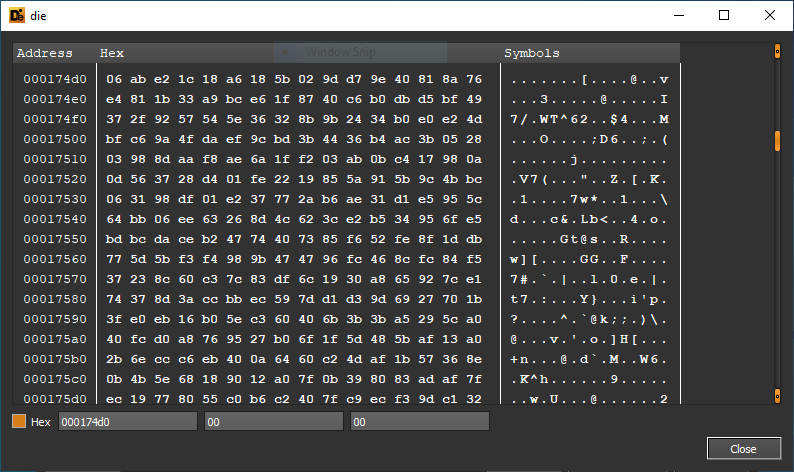 die
Window Snip
Address Hex Symbols
000174d0 06 ab e2 1c 18 a6 18 5b 02 9d d7 9e 40 81 8a 76 .......[....@..v
000174e0 e4 81 1b 33 a9 bc e6 1f 87 40 c6 b0 db d5 bf 49 ...3.....@.....I
000174f0 37 2f 92 57 54 5e 36 32 8b 9b 24 34 b0 e0 e2 4d 7/.WT^62..$4...M
00017500 bf c6 9a 4f da ef 9c bd 3b 44 36 b4 ac 3b 05 28 ...O....;D6..;.(
00017510 03 98 8d aa f8 ae 6a 1f f2 03 ab 0b c4 17 98 0a ......j.........
00017520 0d 56 37 28 d4 01 fe 22 19 85 5a 91 5b 9c 4b bc .V7(..."..Z.[.K.
00017530 06 31 98 df 01 e2 37 77 2a b6 ae 31 d1 e5 95 5c .1....7w*..1...\
00017540 64 bb 06 ee 63 26 8d 4c 62 3c e2 b5 34 95 6f e5 d...c&.Lb<..4.o.
00017550 bd bc da ce b2 47 74 40 73 85 f6 52 fe 8f 1d db .....Gt@s..R....
00017560 77 5d 5b f3 f4 98 9b 47 47 96 fc 46 8c fc 84 f5 w][....GG..F....
00017570 37 23 8c 60 c3 7c 83 df 6c 19 30 a8 65 92 7c e1 7#.`.|..l.0.e.|.
00017580 74 37 8d 3a cc bb ec 59 7d d1 d3 9d 69 27 70 1b t7.:...Y}...i'p.
00017590 3f e0 eb 16 b0 5e c3 60 40 6b 3b 3b a5 29 5c a0 ?....^.`@k;;.)\.
000175a0 40 fc d0 a8 76 95 27 b0 6f 1f 5d 48 5b af 13 a0 @...v.'.o.]H[...
000175b0 2b 6e cc c6 eb 40 0a 64 60 c2 4d af 1b 57 36 8e +n...@.d`.M..W6.
000175c0 0b 4b 5e 68 18 90 12 a0 7f 0b 39 80 83 ad af 7f .K^h......9.....
000175d0 ec 19 77 80 55 c0 b6 c2 40 7f c9 ec f3 9d c1 32 ..w.U...@......2
Hex 000174d0 00 00
Close